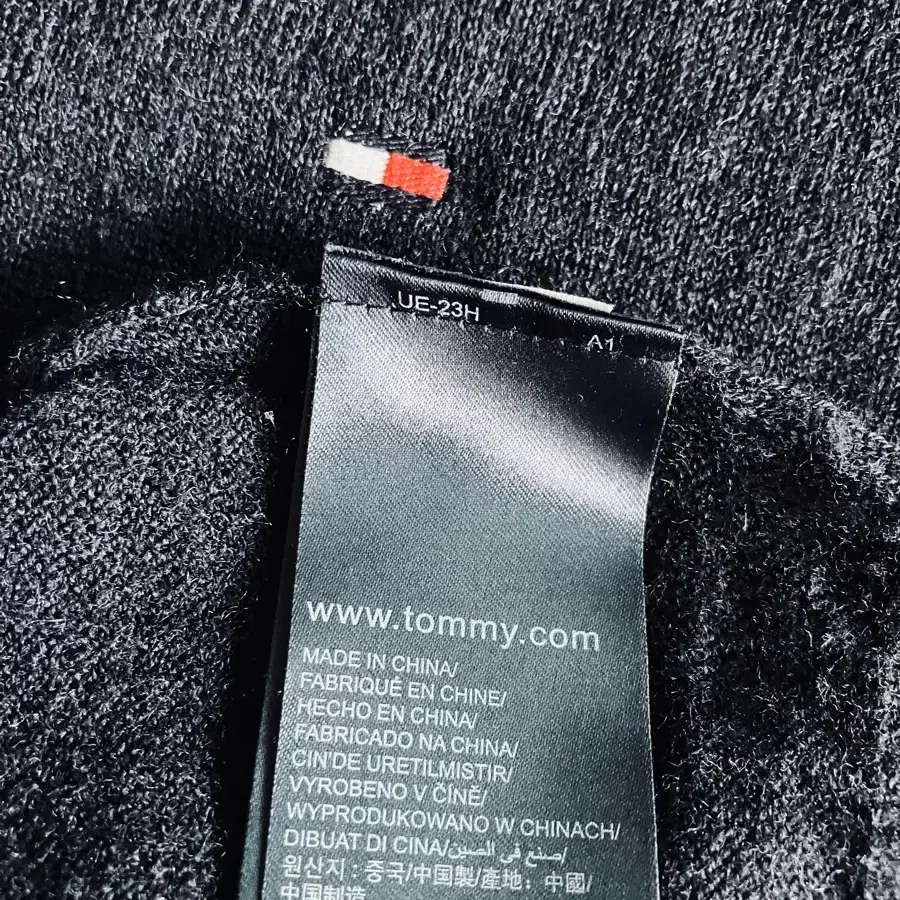 UE-23H
A1
www.tommy.com
MADE IN CHINA/
FABRIQUÉ EN CHINE/
HECHO EN CHINA/
FABRICADO NA CHINA/
CIN'DE URETILMISTIR/
VYROBENO V ČÍNĚ/
WYPRODUKOWANO W CHINACH/
DIBUAT DI CINA/صنع في الصين/
원산지 : 중국/中国製/產地：中國/
中国制造